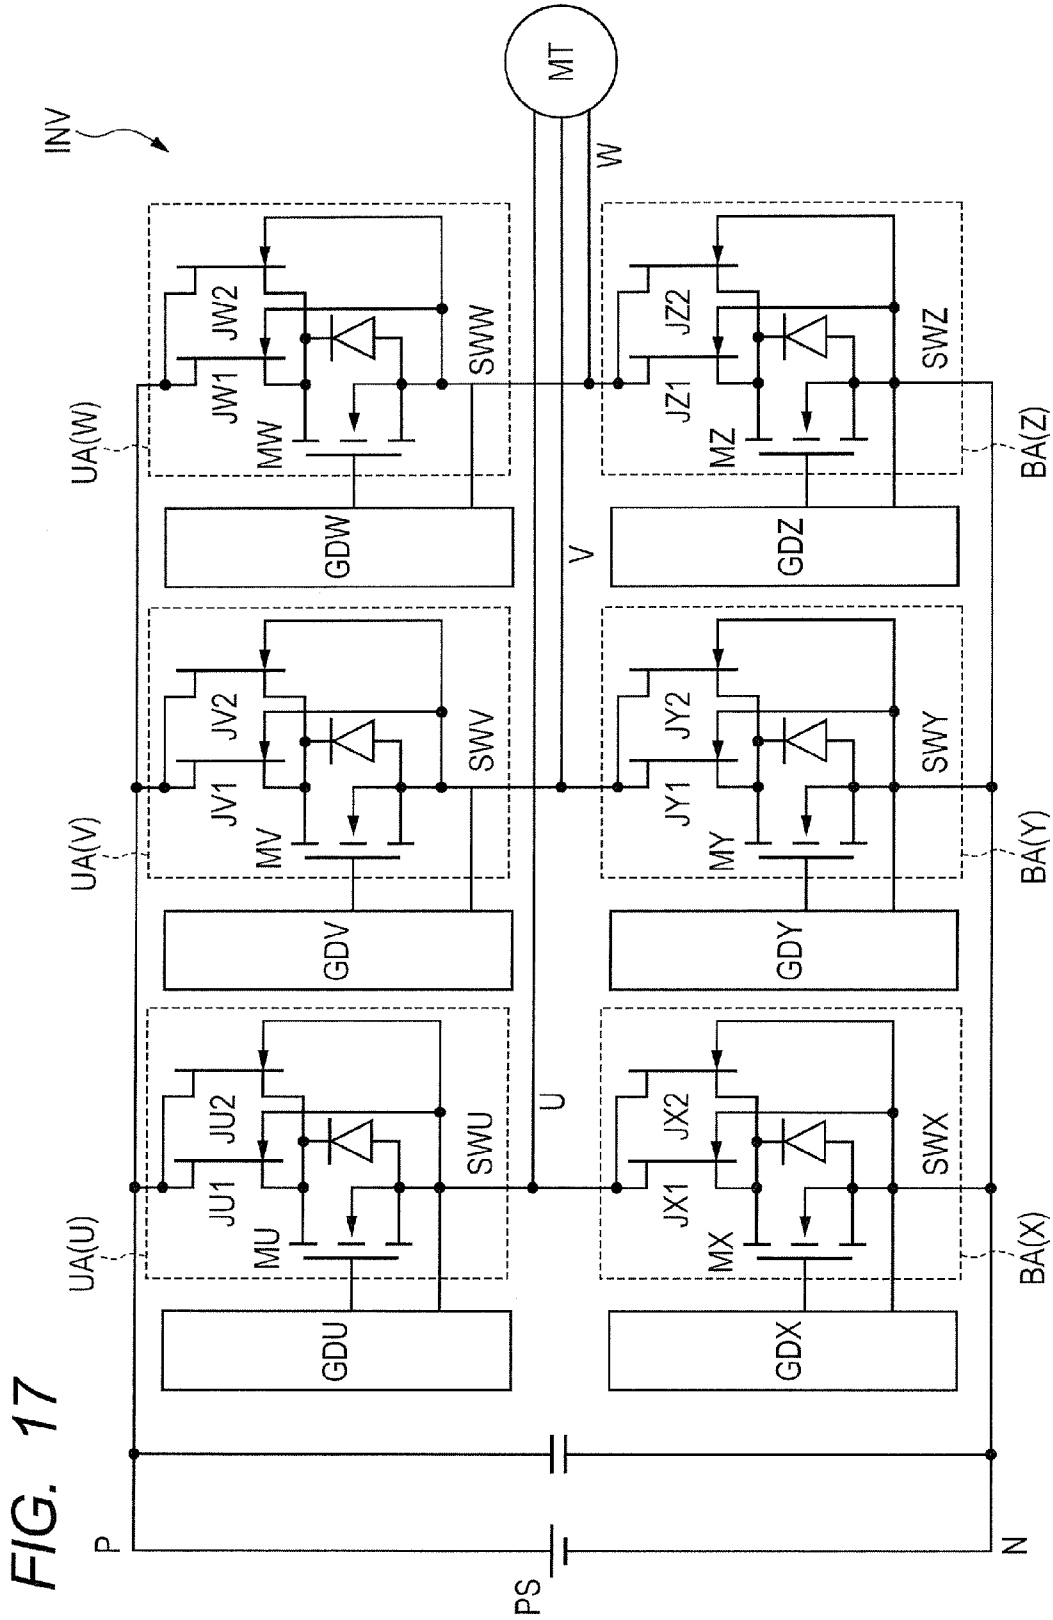 FIG. 17
INV
P
UA(U)
UA(V)
UA(W)
JU1
JU2
JV1
JV2
JW1
JW2
MU
MV
MW
GDU
GDV
GDW
SWU
SWV
SWW
PS
U
V
W
MT
JX1
JX2
JY1
JY2
JZ1
JZ2
MX
MY
MZ
GDX
GDY
GDZ
SWX
SWY
SWZ
N
BA(X)
BA(Y)
BA(Z)